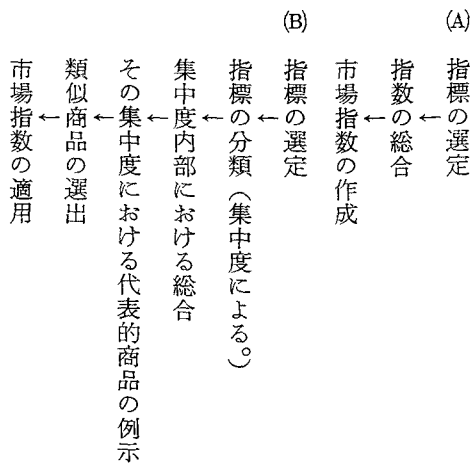 (A) 指標の選定
↓
指数の総合
↓
市場指数の作成
(B) 指標の選定
↓
指標の分類(集中度による。)
↓
集中度内部における総合
↓
その集中度における代表的商品の例示
↓
類似商品の選出
↓
市場指数の適用